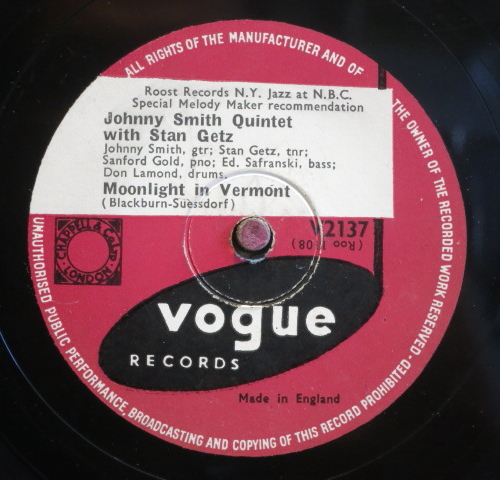 ALL RIGHTS OF THE MANUFACTURER AND OF THE OWNER OF THE RECORDED WORK RESERVED - UNAUTHORISED PUBLIC PERFORMANCE, BROADCASTING AND COPYING OF THIS RECORD PROHIBITED
Roost Records N.Y. Jazz at N.B.C.
Special Melody Maker recommendation
Johnny Smith Quintet
with Stan Getz
Johnny Smith, gtr; Stan Getz, tnr;
Sanford Gold, pno; Ed. Safranski, bass;
Don Lamond, drums.
Moonlight in Vermont
(Blackburn-Suessdorf)
V2137
CHAPPELL & Co Ltd
LONDON
vogue
RECORDS
Made in England